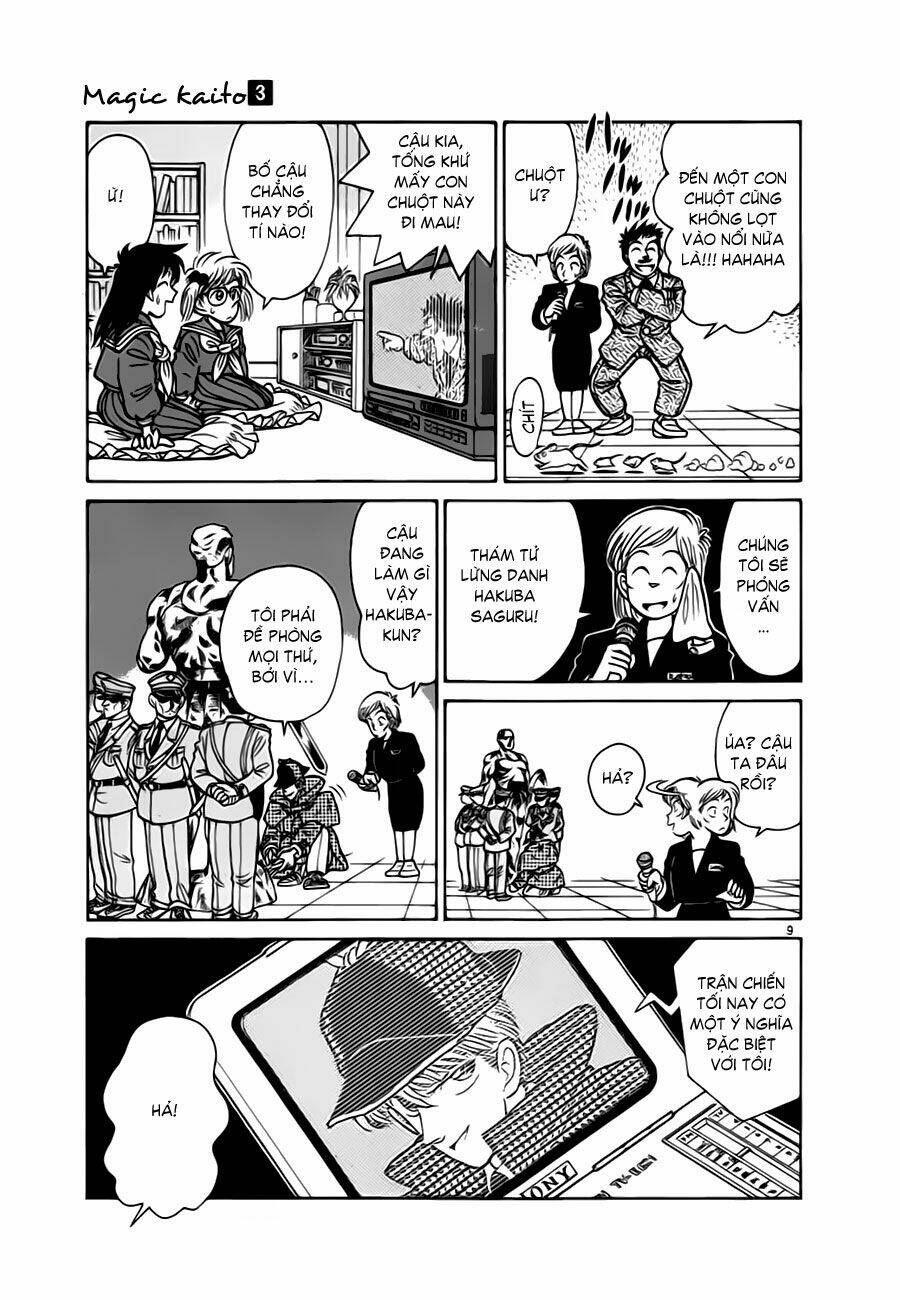 Magic kaito 3
ĐẾN MỘT CON
CHUỘT CŨNG
KHÔNG LỌT
VÀO NỔI NỮA
LÀ!!! HAHAHA
CHUỘT
Ư?
CHÍT
CẬU KIA,
TỐNG KHỨ
MẤY CON
CHUỘT NÀY
ĐI MAU!
BỐ CẬU
CHẲNG
THAY ĐỔI
TÍ NÀO!
Ừ!
CHÚNG
TÔI SẼ
PHỎNG
VẤN
...
THÁM TỬ
LỪNG DANH
HAKUBA
SAGURU!
ỦA? CẬU
TA ĐÂU
RỒI?
HẢ?
CẬU
ĐANG
LÀM GÌ
VẬY
HAKUBA-
KUN?
TÔI PHẢI
ĐỀ PHÒNG
MỌI THỨ,
BỞI VÌ...
9
TRẬN CHIẾN
TỐI NAY CÓ
MỘT Ý NGHĨA
ĐẶC BIỆT
VỚI TÔI!
HẢ!
YNO